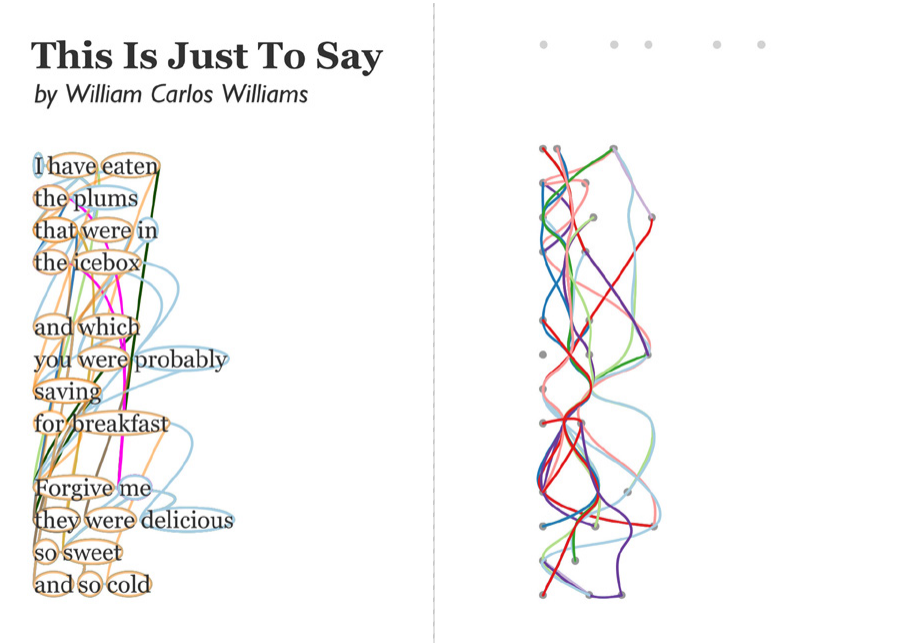 This Is Just To Say
by William Carlos Williams
I have eaten
the plums
that were in
the icebox
and which
you were probably
saving
for breakfast
Forgive me
they were delicious
so sweet
and so cold